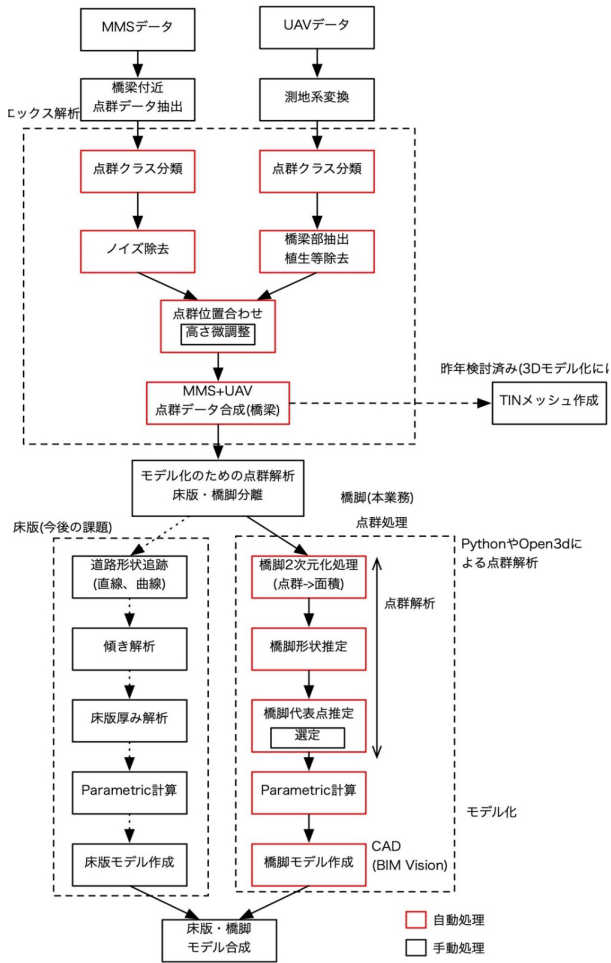 MMSデータ
UAVデータ
橋梁付近
点群データ抽出
測地系変換
エックス解析
点群クラス分類
点群クラス分類
ノイズ除去
橋梁部抽出
植生等除去
点群位置合わせ
高さ微調整
昨年検討済み(3Dモデル化に
MMS+UAV
点群データ合成(橋梁)
TINメッシュ作成
モデル化のための点群解析
床版・橋脚分離
橋脚(本業務)
床版(今後の課題)
点群処理
PythonやOpen3dに
よる点群解析
道路形状追跡
(直線、曲線)
橋脚2次元化処理
(点群->面積)
点群解析
傾き解析
橋脚形状推定
床版厚み解析
橋脚代表点推定
選定
Parametric計算
Parametric計算
モデル化
床版モデル作成
橋脚モデル作成
CAD
(BIM Vision)
床版・橋脚
モデル合成
自動処理
手動処理